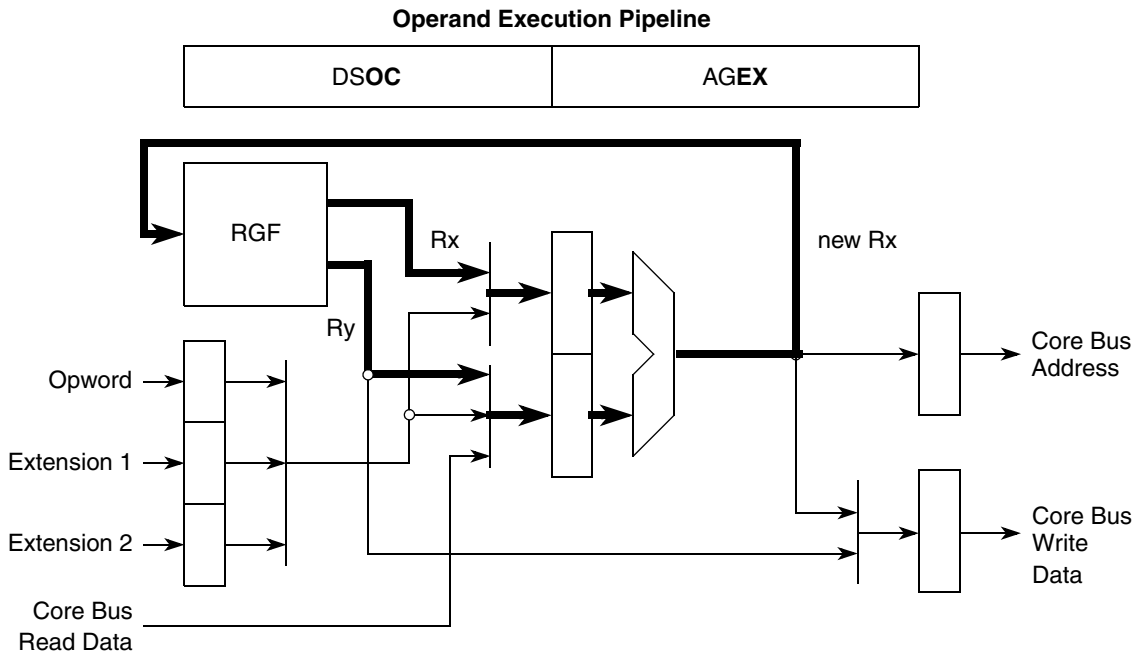 Operand Execution Pipeline
DSOC
AGEX
RGF
Rx
new Rx
Ry
Core Bus
Address
Opword
Extension 1
Extension 2
Core Bus
Write
Data
Core Bus
Read Data